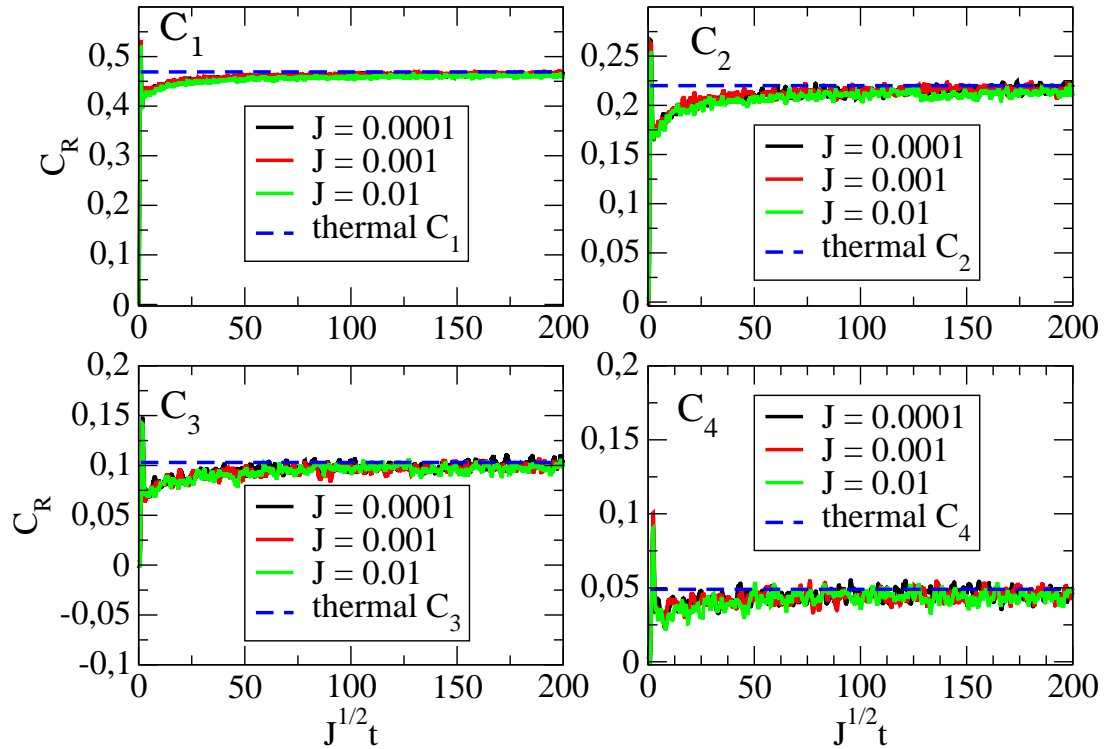 C₁
0,5
0,4
0,3
0,2
0,1
0
C_R
J = 0.0001
J = 0.001
J = 0.01
thermal C₁
0 50 100 150 200
C₂
0,25
0,2
0,15
0,1
0,05
0
J = 0.0001
J = 0.001
J = 0.01
thermal C₂
0 50 100 150 200
C₃
0,2
0,15
0,1
0,05
0
-0,05
-0,1
C_R
J = 0.0001
J = 0.001
J = 0.01
thermal C₃
0 50 100 150 200
J^{1/2}t
C₄
0,2
0,15
0,1
0,05
0
J = 0.0001
J = 0.001
J = 0.01
thermal C₄
0 50 100 150 200
J^{1/2}t